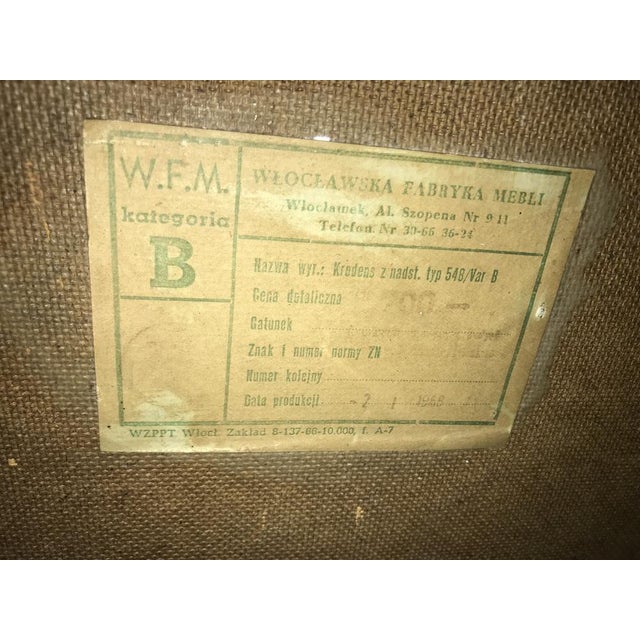 W.F.M.
kategoria
B
WŁOCŁAWSKA FABRYKA MEBLI
Włocławek, Al. Szopena Nr 9 11
Telefon. Nr 30-66 36-24
Nazwa wyr.: Kredens z nadst. typ 548/Var B
Cena detaliczna
Gatunek
Znak i numer normy ZN
Numer kolejny
Data produkcji
WZPPT Włocł. Zakład 8-137-66-10.000, f. A-7